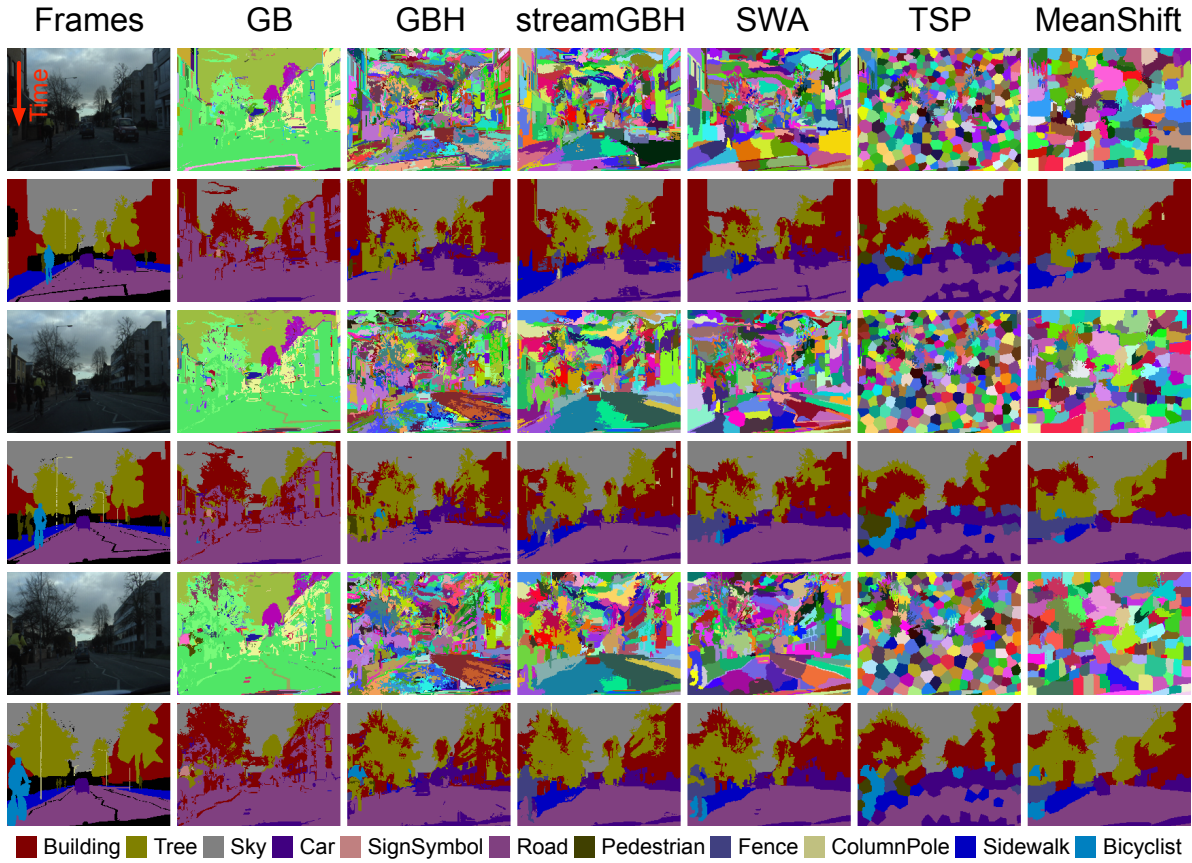 Frames GB GBH streamGBH SWA TSP MeanShift
Time
Building Tree Sky Car SignSymbol Road Pedestrian Fence ColumnPole Sidewalk Bicyclist